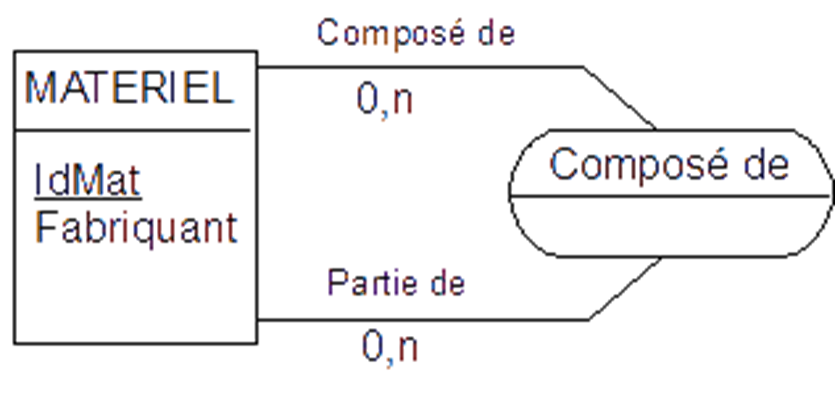 Composé de
MATERIEL
0,n
Composé de
IdMat
Fabriquant
Partie de
0,n